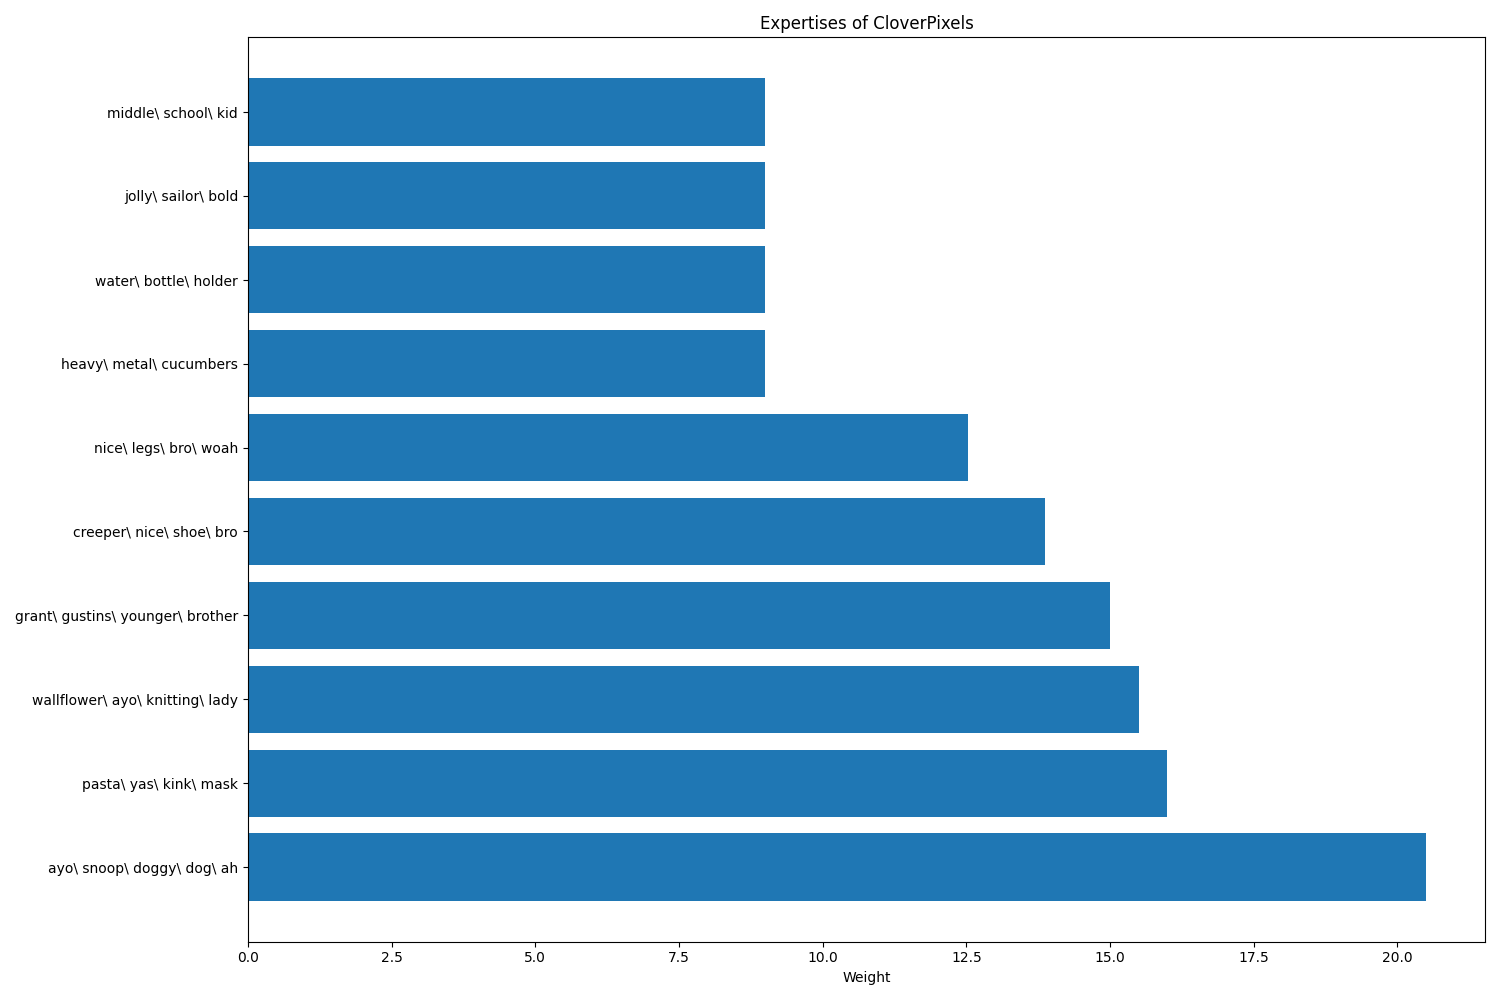 Expertises of CloverPixels
middle\ school\ kid
jolly\ sailor\ bold
water\ bottle\ holder
heavy\ metal\ cucumbers
nice\ legs\ bro\ woah
creeper\ nice\ shoe\ bro
grant\ gustins\ younger\ brother
wallflower\ ayo\ knitting\ lady
pasta\ yas\ kink\ mask
ayo\ snoop\ doggy\ dog\ ah
0.0 2.5 5.0 7.5 10.0 12.5 15.0 17.5 20.0
Weight